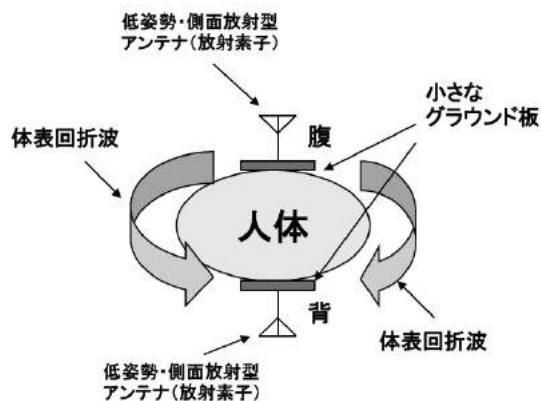 低姿勢・側面放射型
アンテナ(放射素子)
小さな
グラウンド板
体表回折波
腹
人体
背
体表回折波
低姿勢・側面放射型
アンテナ(放射素子)